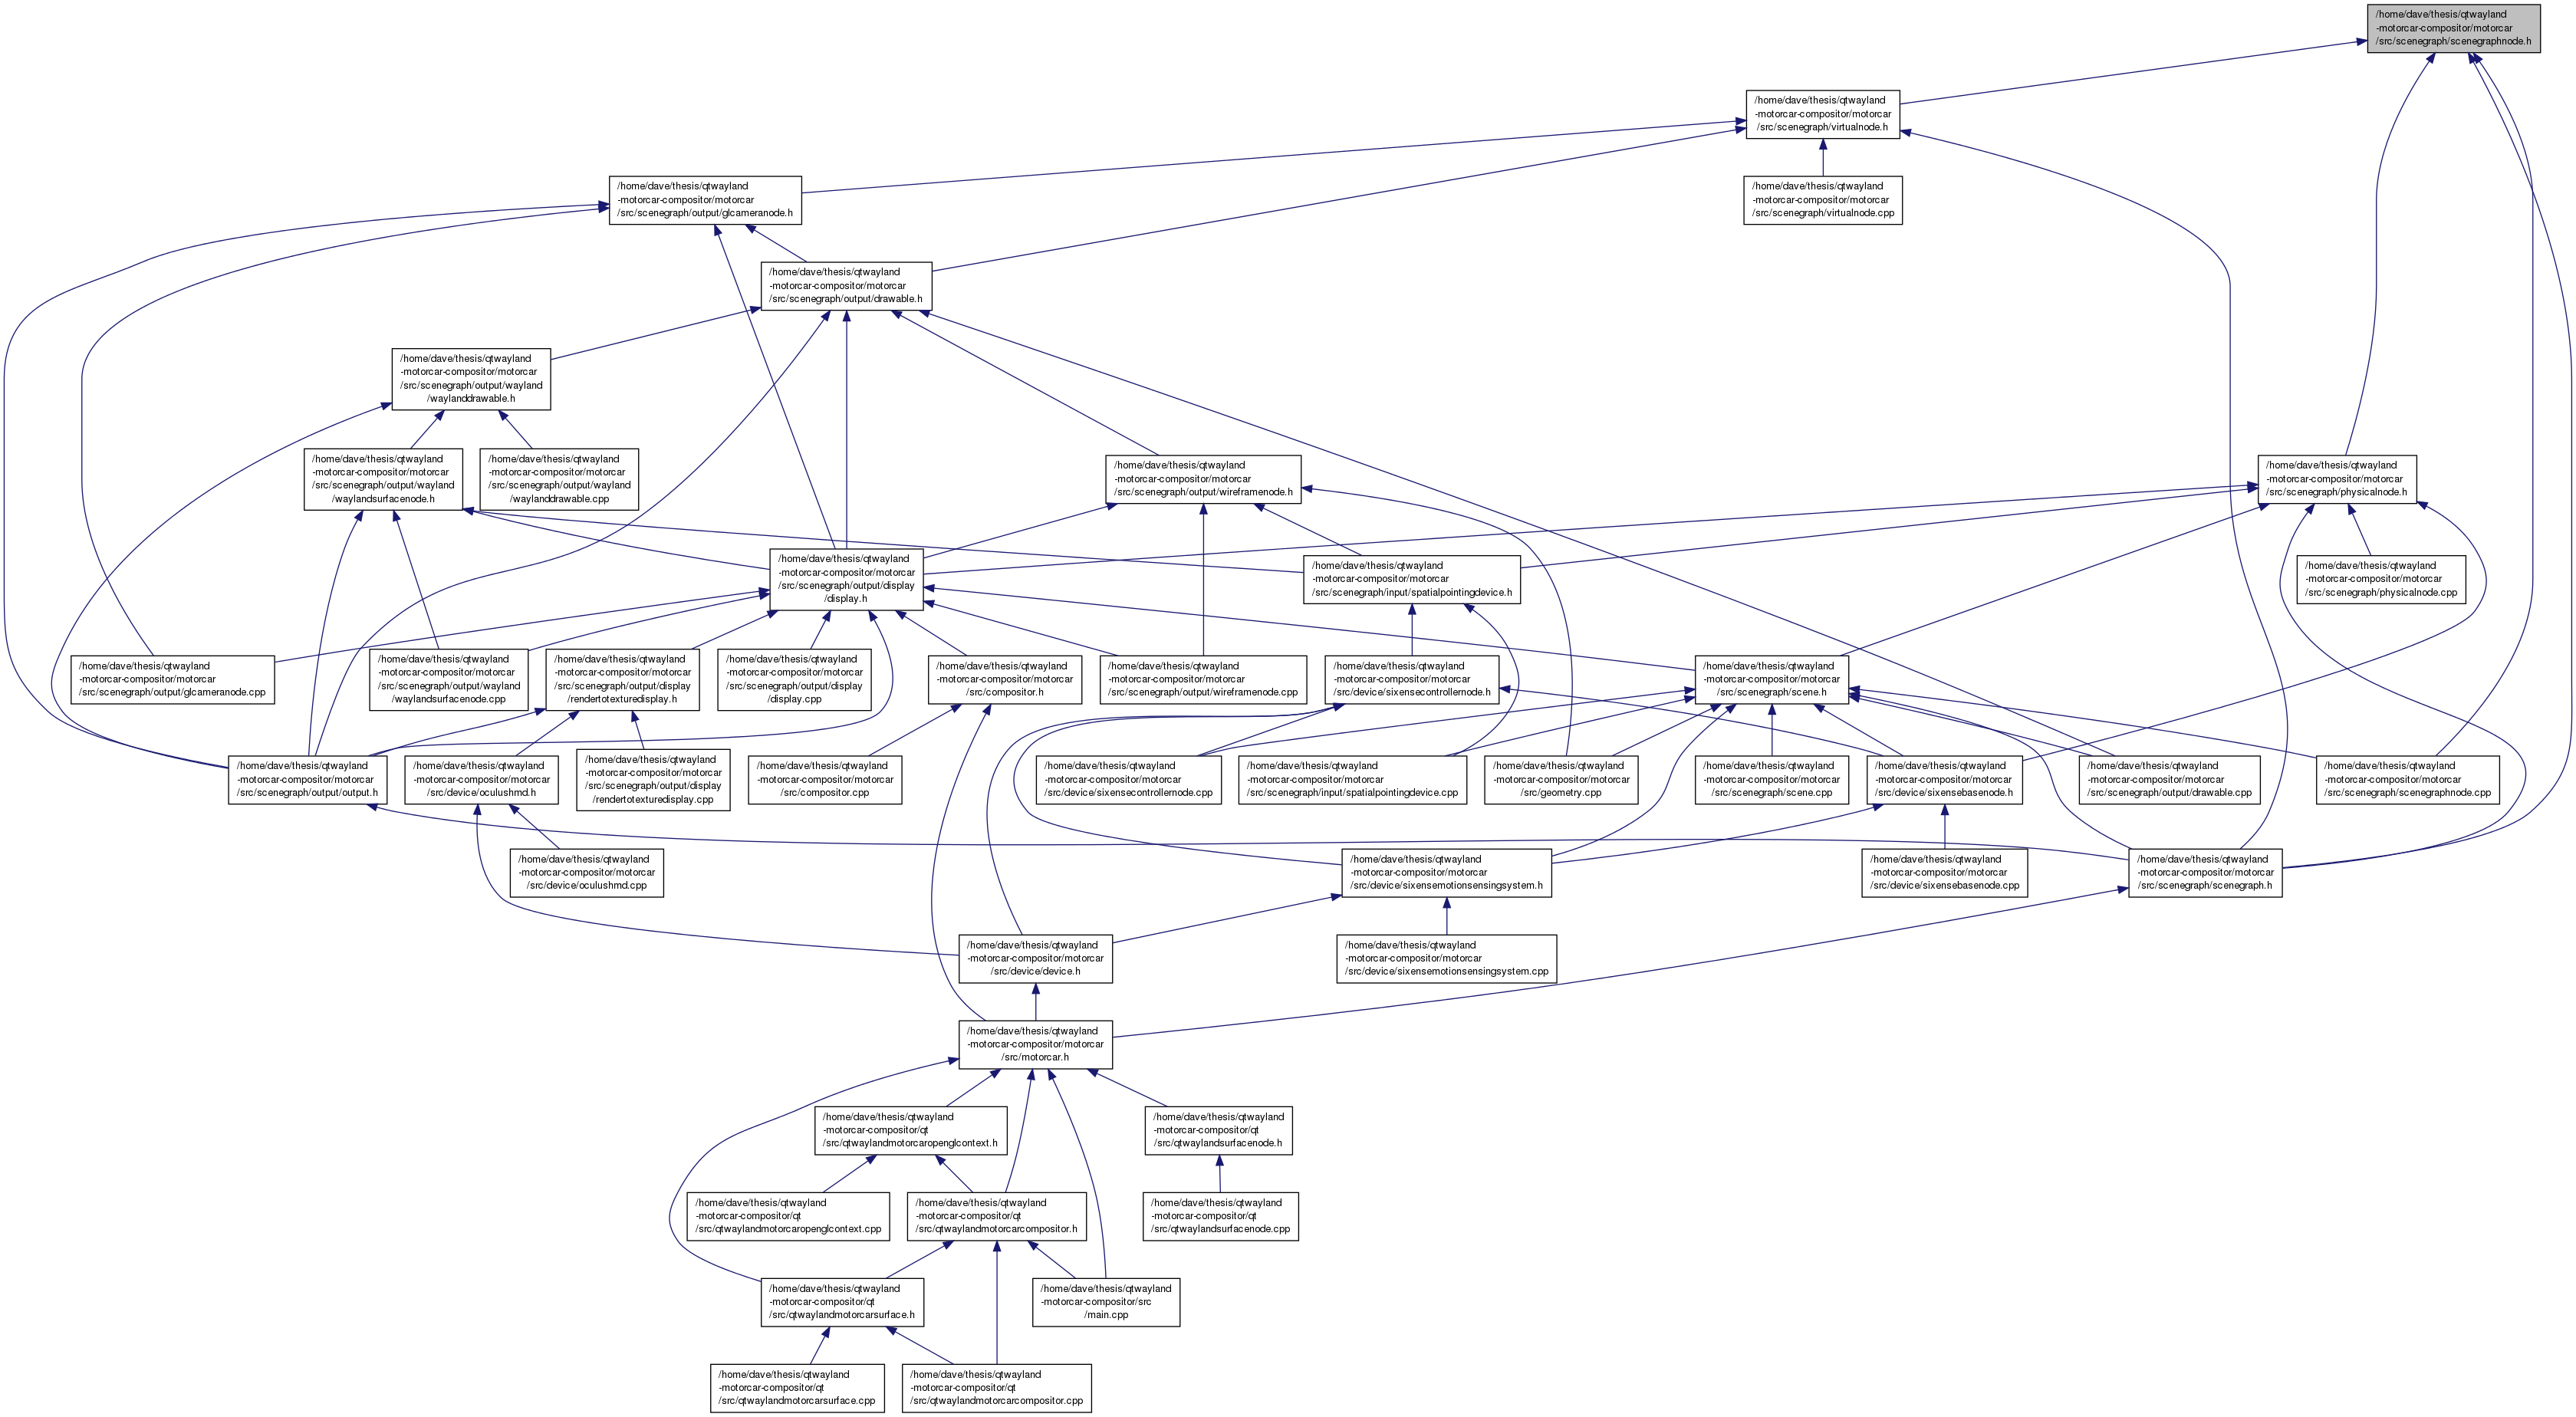 /home/dave/thesis/qtwayland
-motorcar-compositor/motorcar
/src/scenegraph/scenegraphnode.h
/home/dave/thesis/qtwayland
-motorcar-compositor/motorcar
/src/scenegraph/virtualnode.h
/home/dave/thesis/qtwayland
-motorcar-compositor/motorcar
/src/scenegraph/output/glcameranode.h
/home/dave/thesis/qtwayland
-motorcar-compositor/motorcar
/src/scenegraph/virtualnode.cpp
/home/dave/thesis/qtwayland
-motorcar-compositor/motorcar
/src/scenegraph/output/drawable.h
/home/dave/thesis/qtwayland
-motorcar-compositor/motorcar
/src/scenegraph/output/wayland
/waylanddrawable.h
/home/dave/thesis/qtwayland
-motorcar-compositor/motorcar
/src/scenegraph/output/wayland
/waylandsurfacenode.h
/home/dave/thesis/qtwayland
-motorcar-compositor/motorcar
/src/scenegraph/output/wayland
/waylanddrawable.cpp
/home/dave/thesis/qtwayland
-motorcar-compositor/motorcar
/src/scenegraph/output/wireframenode.h
/home/dave/thesis/qtwayland
-motorcar-compositor/motorcar
/src/scenegraph/physicalnode.h
/home/dave/thesis/qtwayland
-motorcar-compositor/motorcar
/src/scenegraph/output/display
/display.h
/home/dave/thesis/qtwayland
-motorcar-compositor/motorcar
/src/scenegraph/input/spatialpointingdevice.h
/home/dave/thesis/qtwayland
-motorcar-compositor/motorcar
/src/scenegraph/physicalnode.cpp
/home/dave/thesis/qtwayland
-motorcar-compositor/motorcar
/src/scenegraph/output/glcameranode.cpp
/home/dave/thesis/qtwayland
-motorcar-compositor/motorcar
/src/scenegraph/output/wayland
/waylandsurfacenode.cpp
/home/dave/thesis/qtwayland
-motorcar-compositor/motorcar
/src/scenegraph/output/display
/rendertotexturedisplay.h
/home/dave/thesis/qtwayland
-motorcar-compositor/motorcar
/src/scenegraph/output/display
/display.cpp
/home/dave/thesis/qtwayland
-motorcar-compositor/motorcar
/src/compositor.h
/home/dave/thesis/qtwayland
-motorcar-compositor/motorcar
/src/scenegraph/output/wireframenode.cpp
/home/dave/thesis/qtwayland
-motorcar-compositor/motorcar
/src/device/sixensecontrollernode.h
/home/dave/thesis/qtwayland
-motorcar-compositor/motorcar
/src/scenegraph/scene.h
/home/dave/thesis/qtwayland
-motorcar-compositor/motorcar
/src/scenegraph/output/output.h
/home/dave/thesis/qtwayland
-motorcar-compositor/motorcar
/src/device/oculushmd.h
/home/dave/thesis/qtwayland
-motorcar-compositor/motorcar
/src/scenegraph/output/display
/rendertotexturedisplay.cpp
/home/dave/thesis/qtwayland
-motorcar-compositor/motorcar
/src/compositor.cpp
/home/dave/thesis/qtwayland
-motorcar-compositor/motorcar
/src/device/sixensecontrollernode.cpp
/home/dave/thesis/qtwayland
-motorcar-compositor/motorcar
/src/scenegraph/input/spatialpointingdevice.cpp
/home/dave/thesis/qtwayland
-motorcar-compositor/motorcar
/src/geometry.cpp
/home/dave/thesis/qtwayland
-motorcar-compositor/motorcar
/src/scenegraph/scene.cpp
/home/dave/thesis/qtwayland
-motorcar-compositor/motorcar
/src/device/sixensebasenode.h
/home/dave/thesis/qtwayland
-motorcar-compositor/motorcar
/src/scenegraph/output/drawable.cpp
/home/dave/thesis/qtwayland
-motorcar-compositor/motorcar
/src/scenegraph/scenegraphnode.cpp
/home/dave/thesis/qtwayland
-motorcar-compositor/motorcar
/src/device/oculushmd.cpp
/home/dave/thesis/qtwayland
-motorcar-compositor/motorcar
/src/device/sixensemotionsensingsystem.h
/home/dave/thesis/qtwayland
-motorcar-compositor/motorcar
/src/device/sixensebasenode.cpp
/home/dave/thesis/qtwayland
-motorcar-compositor/motorcar
/src/scenegraph/scenegraph.h
/home/dave/thesis/qtwayland
-motorcar-compositor/motorcar
/src/device/device.h
/home/dave/thesis/qtwayland
-motorcar-compositor/motorcar
/src/device/sixensemotionsensingsystem.cpp
/home/dave/thesis/qtwayland
-motorcar-compositor/motorcar
/src/motorcar.h
/home/dave/thesis/qtwayland
-motorcar-compositor/qt
/src/qtwaylandmotorcaropenglcontext.h
/home/dave/thesis/qtwayland
-motorcar-compositor/qt
/src/qtwaylandsurfacenode.h
/home/dave/thesis/qtwayland
-motorcar-compositor/qt
/src/qtwaylandmotorcaropenglcontext.cpp
/home/dave/thesis/qtwayland
-motorcar-compositor/qt
/src/qtwaylandmotorcarcompositor.h
/home/dave/thesis/qtwayland
-motorcar-compositor/qt
/src/qtwaylandsurfacenode.cpp
/home/dave/thesis/qtwayland
-motorcar-compositor/qt
/src/qtwaylandmotorcarsurface.h
/home/dave/thesis/qtwayland
-motorcar-compositor/src
/main.cpp
/home/dave/thesis/qtwayland
-motorcar-compositor/qt
/src/qtwaylandmotorcarsurface.cpp
/home/dave/thesis/qtwayland
-motorcar-compositor/qt
/src/qtwaylandmotorcarcompositor.cpp